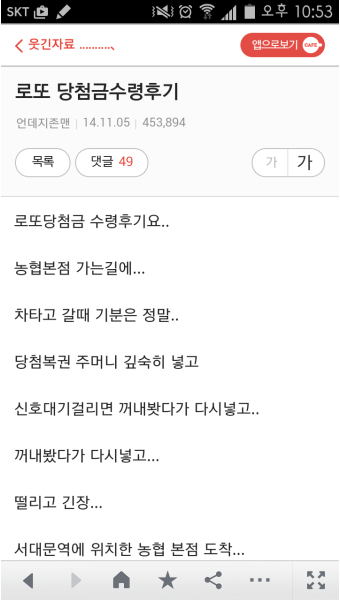 SKT 오후 10:53
웃긴자료 ..........、
앱으로보기 CAFE
로또 당첨금수령후기
언데지존맨 | 14.11.05 | 453,894
목록 댓글 49 가 가
로또당첨금 수령후기요..
농협본점 가는길에...
차타고 갈때 기분은 정말..
당첨복권 주머니 깊숙히 넣고
신호대기걸리면 꺼내봣다가 다시넣고..
꺼내봤다가 다시넣고...
떨리고 긴장...
서대문역에 위치한 농협 본점 도착...